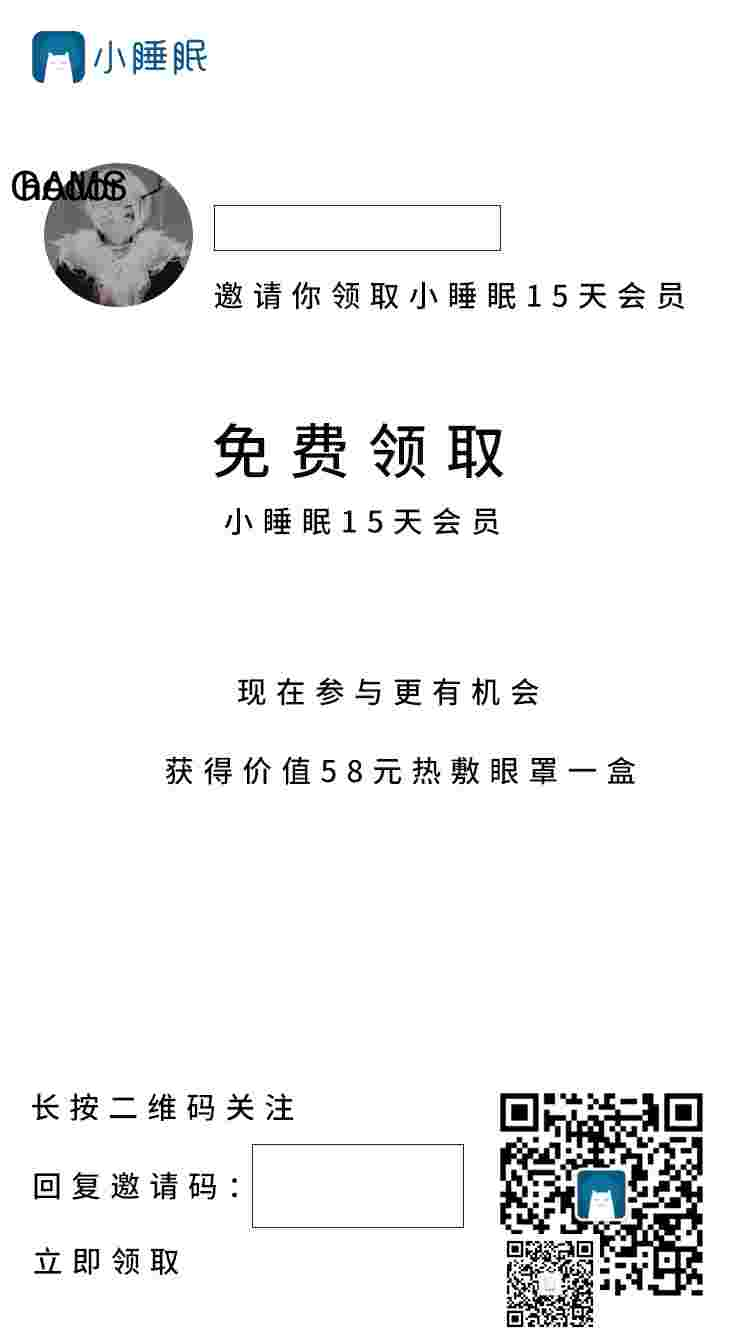 小睡眠
邀请你领取小睡眠15天会员
免费领取
小睡眠15天会员
现在参与更有机会
获得价值58元热敷眼罩一盒
长按二维码关注
回复邀请码：
立即领取